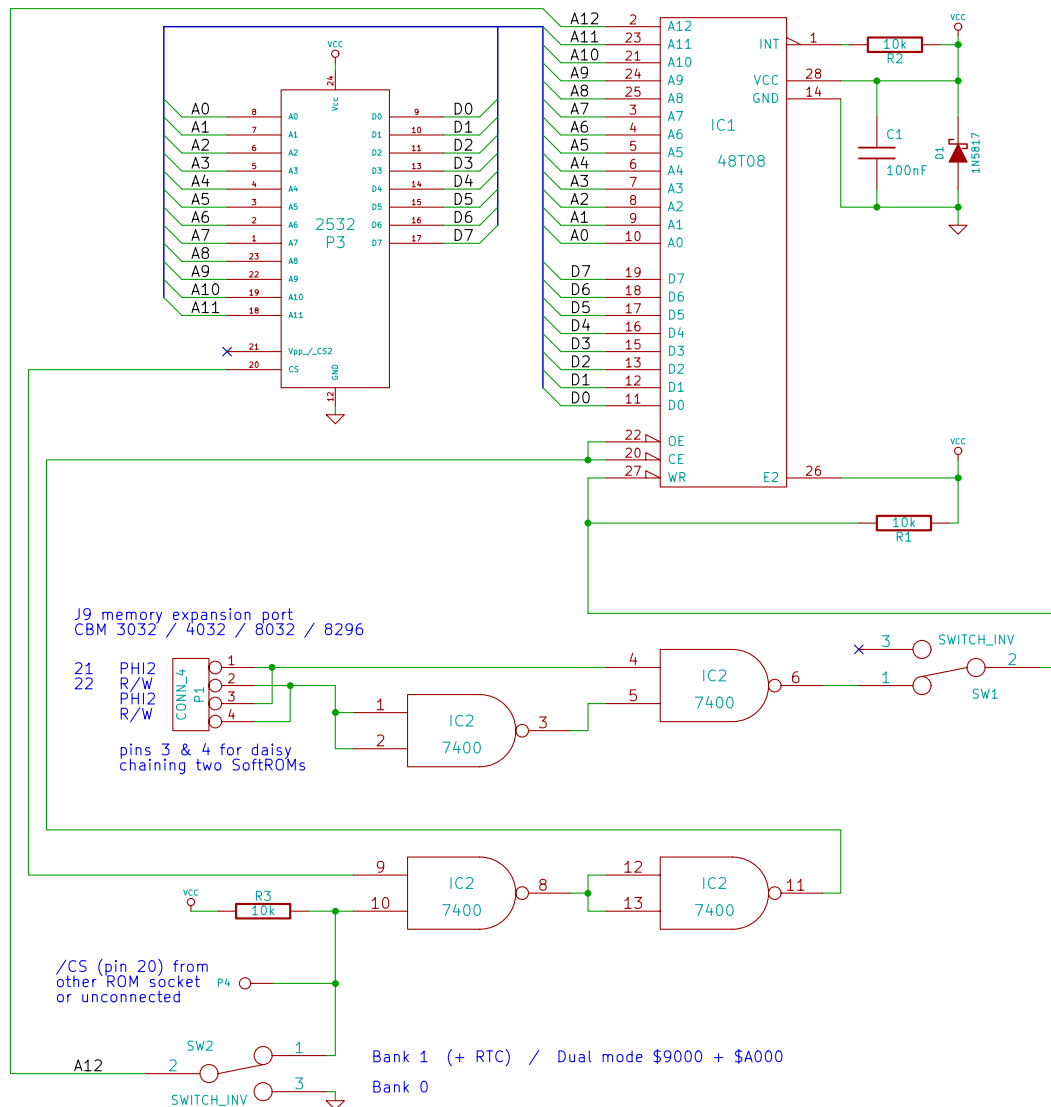 A12 2 A12
A11 23 A11 INT 1 10k R2 VCC
A10 21 A10
A9 24 A9 VCC 28
A8 25 A8 GND 14
A7 3 A7
A6 4 A6
A5 5 A5
A4 6 A4
A3 7 A3
A2 8 A2
A1 9 A1
A0 10 A0
IC1
48T08
C1
100nF
D1
1N5817
D7 19 D7
D6 18 D6
D5 17 D5
D4 16 D4
D3 15 D3
D2 13 D2
D1 12 D1
D0 11 D0
22 OE
20 CE
27 WR E2 26
VCC
10k
R1
VCC
24
Vcc
A0 8 A0 D0 9 D0
A1 7 A1 D1 10 D1
A2 6 A2 D2 11 D2
A3 5 A3 D3 13 D3
A4 4 A4 D4 14 D4
A5 3 A5 D5 15 D5
A6 2 A6 D6 16 D6
A7 1 A7 D7 17 D7
A8 23 A8
A9 22 A9
A10 19 A10
A11 18 A11
2532
P3
21 Vpp_/_CS2
20 CS
GND
12
J9 memory expansion port
CBM 3032 / 4032 / 8032 / 8296
21 PHI2
22 R/W
PHI2
R/W
CONN_4
P1
1
2
3
4
pins 3 & 4 for daisy
chaining two SoftROMs
1
2
IC2
7400
3
4
5
IC2
7400
6
3 SWITCH_INV
1
2
SW1
9
10
IC2
7400
8
12
13
IC2
7400
11
VCC
R3
10k
/CS (pin 20) from
other ROM socket
or unconnected
P4
SW2
A12 2
1
3
SWITCH_INV
Bank 1 (+ RTC) / Dual mode $9000 + $A000
Bank 0